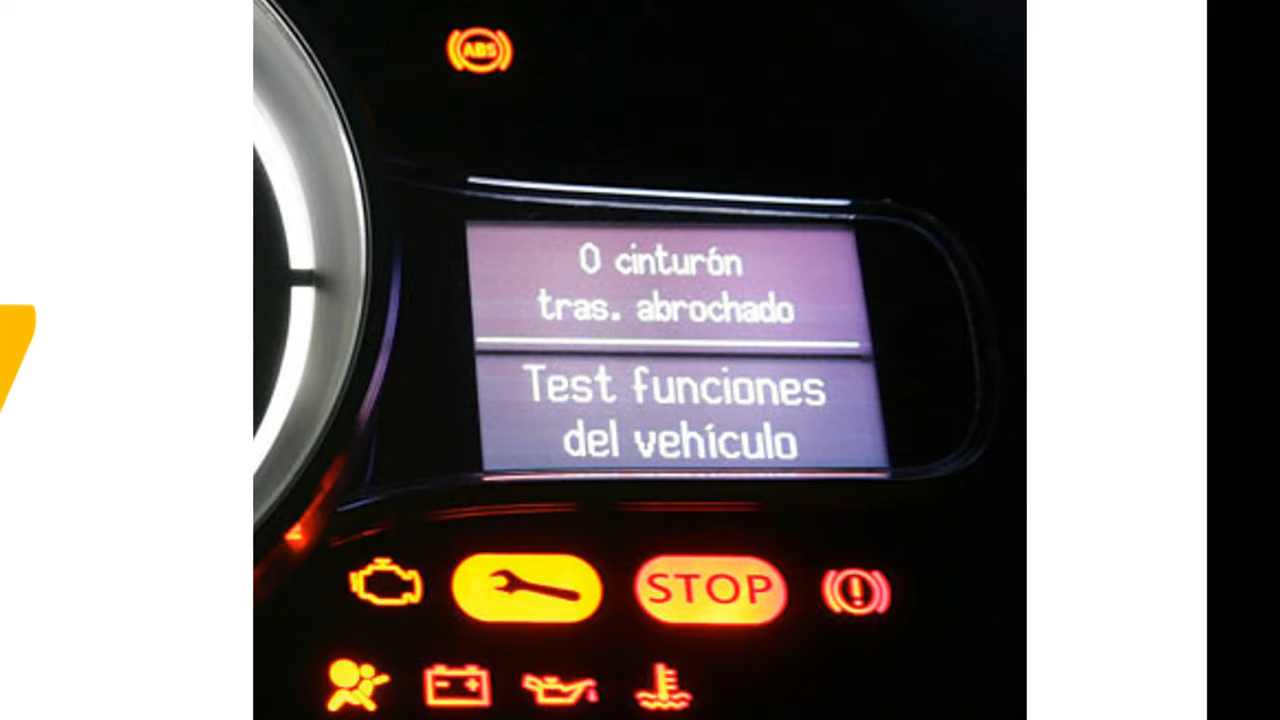 ABS
0 cinturón
tras. abrochado
Test funciones
del vehículo
STOP